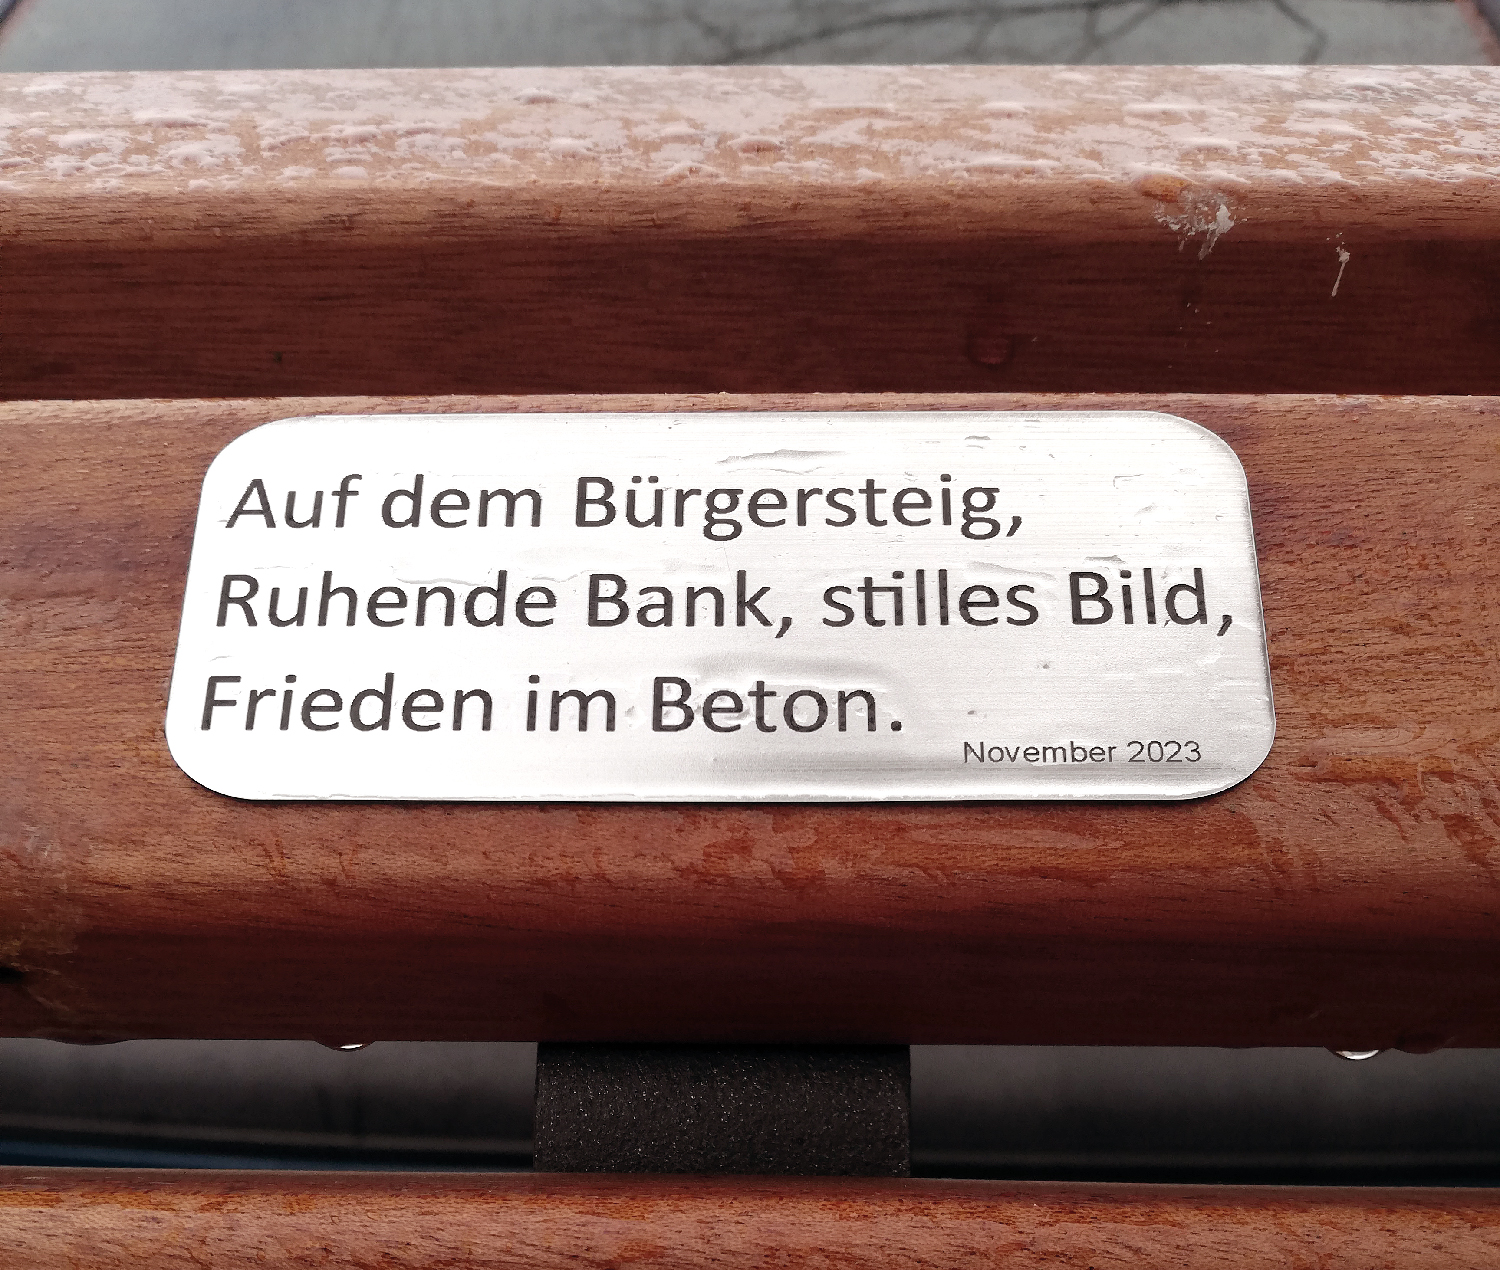 Auf dem Bürgersteig,
Ruhende Bank, stilles Bild,
Frieden im Beton.
November 2023